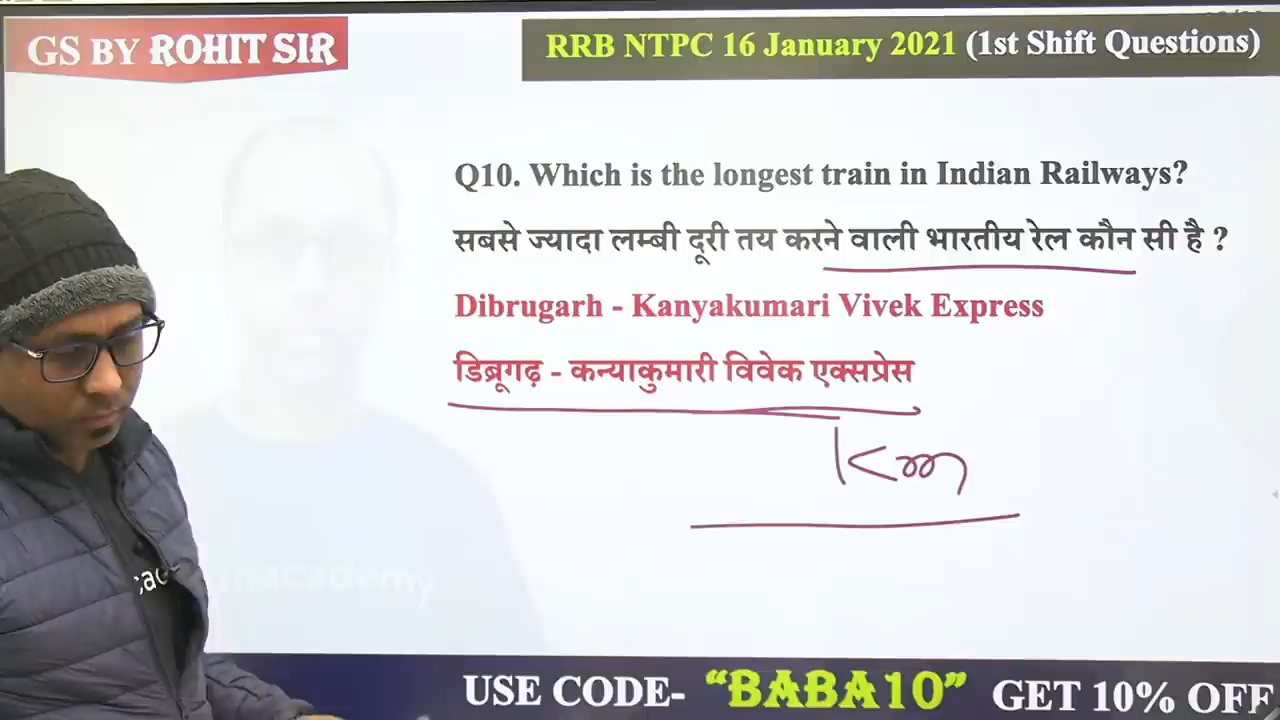 GS BY ROHIT SIR
RRB NTPC 16 January 2021 (1st Shift Questions)
Q10. Which is the longest train in Indian Railways?
सबसे ज्यादा लम्बी दूरी तय करने वाली भारतीय रेल कौन सी है ?
Dibrugarh - Kanyakumari Vivek Express
डिब्रूगढ़ - कन्याकुमारी विवेक एक्सप्रेस
Km
unacademy
USE CODE- “BABA10” GET 10% OFF